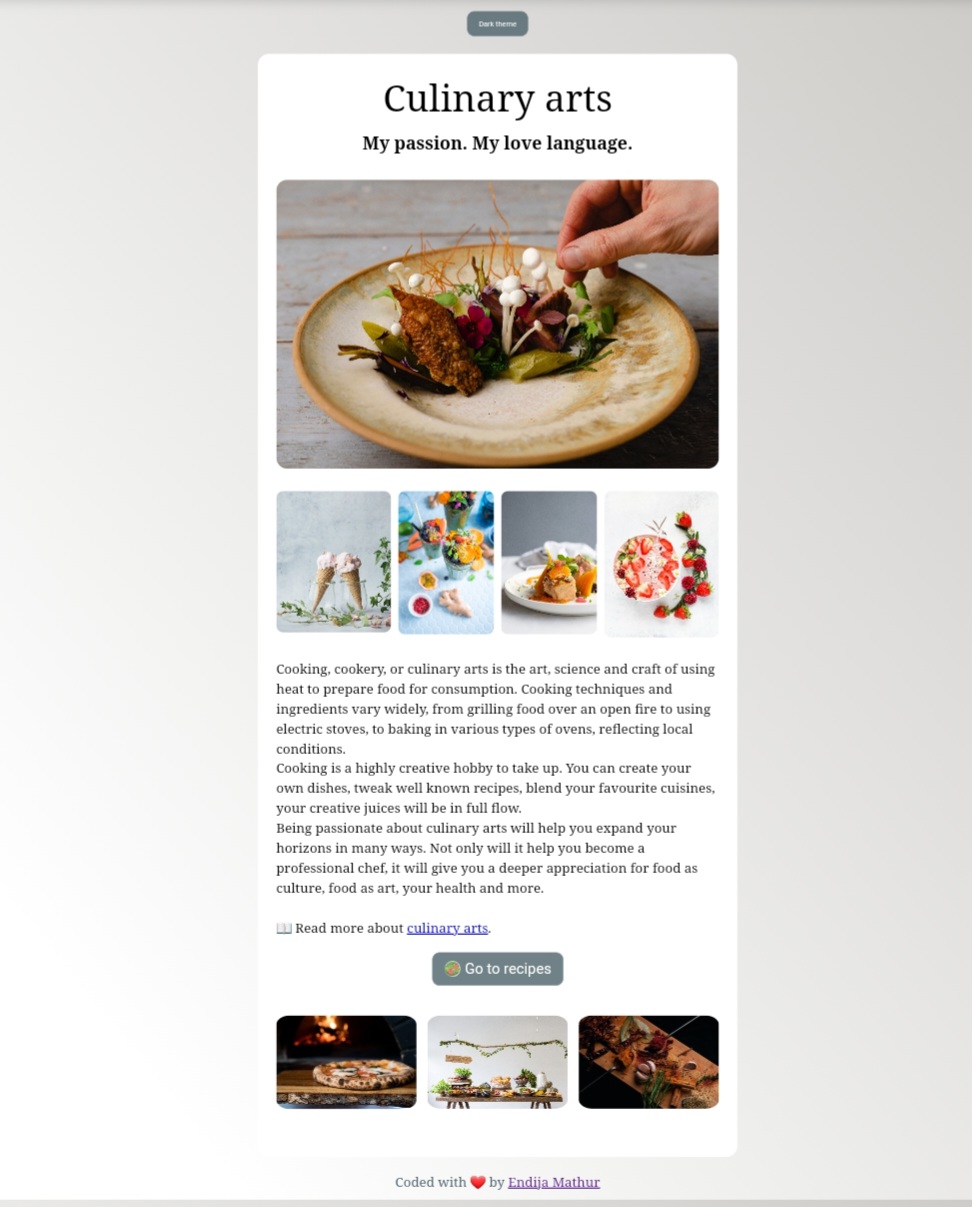 Dark theme
Culinary arts
My passion. My love language.
Cooking, cookery, or culinary arts is the art, science and craft of using
heat to prepare food for consumption. Cooking techniques and
ingredients vary widely, from grilling food over an open fire to using
electric stoves, to baking in various types of ovens, reflecting local
conditions.
Cooking is a highly creative hobby to take up. You can create your
own dishes, tweak well known recipes, blend your favourite cuisines,
your creative juices will be in full flow.
Being passionate about culinary arts will help you expand your
horizons in many ways. Not only will it help you become a
professional chef, it will give you a deeper appreciation for food as
culture, food as art, your health and more.
📖 Read more about culinary arts.
🥘 Go to recipes
Coded with ❤️ by Endija Mathur